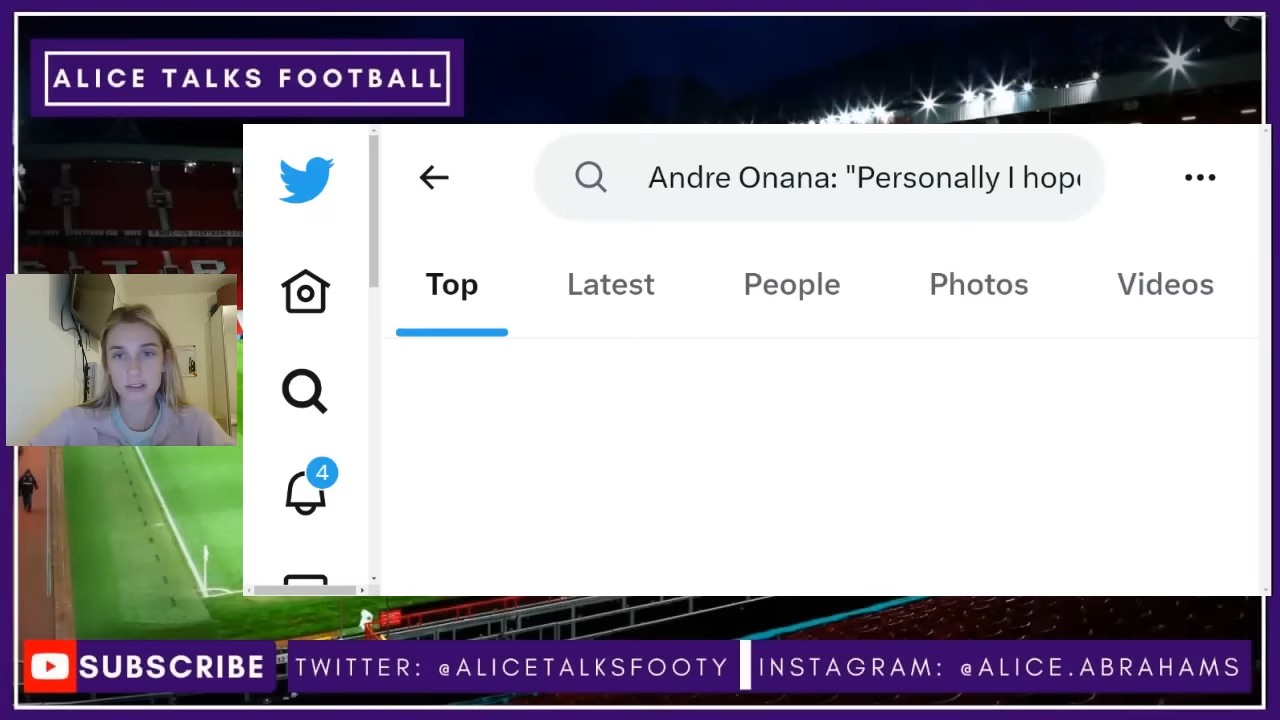 ALICE TALKS FOOTBALL
Andre Onana: "Personally I hop
Top
Latest
People
Photos
Videos
4
SUBSCRIBE
TWITTER: @ALICETALKSFOOTY
INSTAGRAM: @ALICE.ABRAHAMS